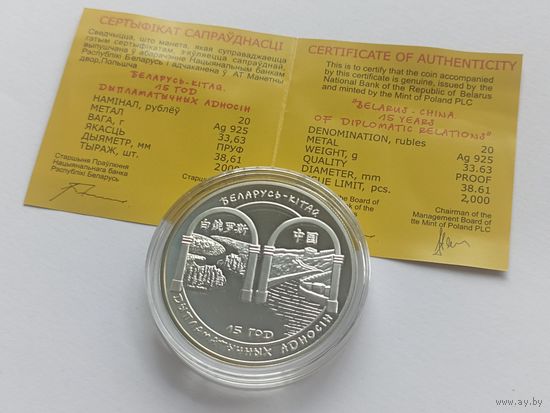 СЕРТЫФІКАТ САПРАЎДНАСЦІ
Сведчыцца, што манета, якая суправаджаецца
гэтым сертыфікатам, з'яўляецца сапраўднай,
выпушчана ў абарачэнне Нацыянальным банкам
Рэспублікі Беларусь і адчаканена ў АТ Манетны
двор, Польшча
БЕЛАРУСЬ-КІТАЙ.
15 ГОД
ДЫПЛАМАТЫЧНЫХ АДНОСІН
НАМІНАЛ, рублёў 20
МЕТАЛ Ag 925
ВАГА, г 33,63
ЯКАСЦЬ ПРУФ
ДЫЯМЕТР, мм 38,61
ТЫРАЖ, шт. 2000
Старшыня Праўлення
Нацыянальнага банка
Рэспублікі Беларусь
CERTIFICATE OF AUTHENTICITY
This is to certify that the coin accompanied
by this certificate is genuine, issued by the
National Bank of the Republic of Belarus
and minted by the Mint of Poland PLC
"BELARUS - CHINA.
15 YEARS
OF DIPLOMATIC RELATIONS"
DENOMINATION, rubles 20
METAL Ag 925
WEIGHT, g 33.63
QUALITY PROOF
DIAMETER, mm 38.61
ISSUE LIMIT, pcs. 2,000
Chairman of the
Management Board of
the Mint of Poland PLC
БЕЛАРУСЬ-КІТАЙ
白俄罗斯
中国
15 ГОД
ДЫПЛАМАТЫЧНЫХ АДНОСІН
www.ay.by